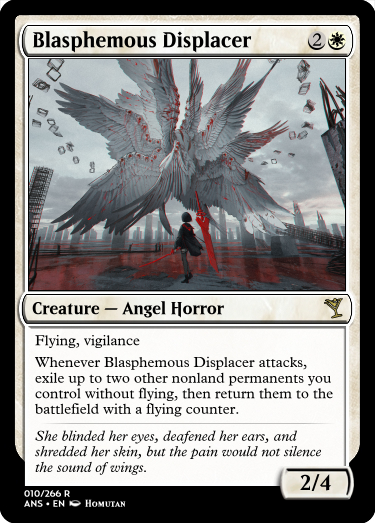 Blasphemous Displacer 2
Creature — Angel Horror
Flying, vigilance
Whenever Blasphemous Displacer attacks,
exile up to two other nonland permanents you
control without flying, then return them to the
battlefield with a flying counter.
She blinded her eyes, deafened her ears, and
shredded her skin, but the pain would not silence
the sound of wings.
2/4
010/266 R
ANS • EN Homutan